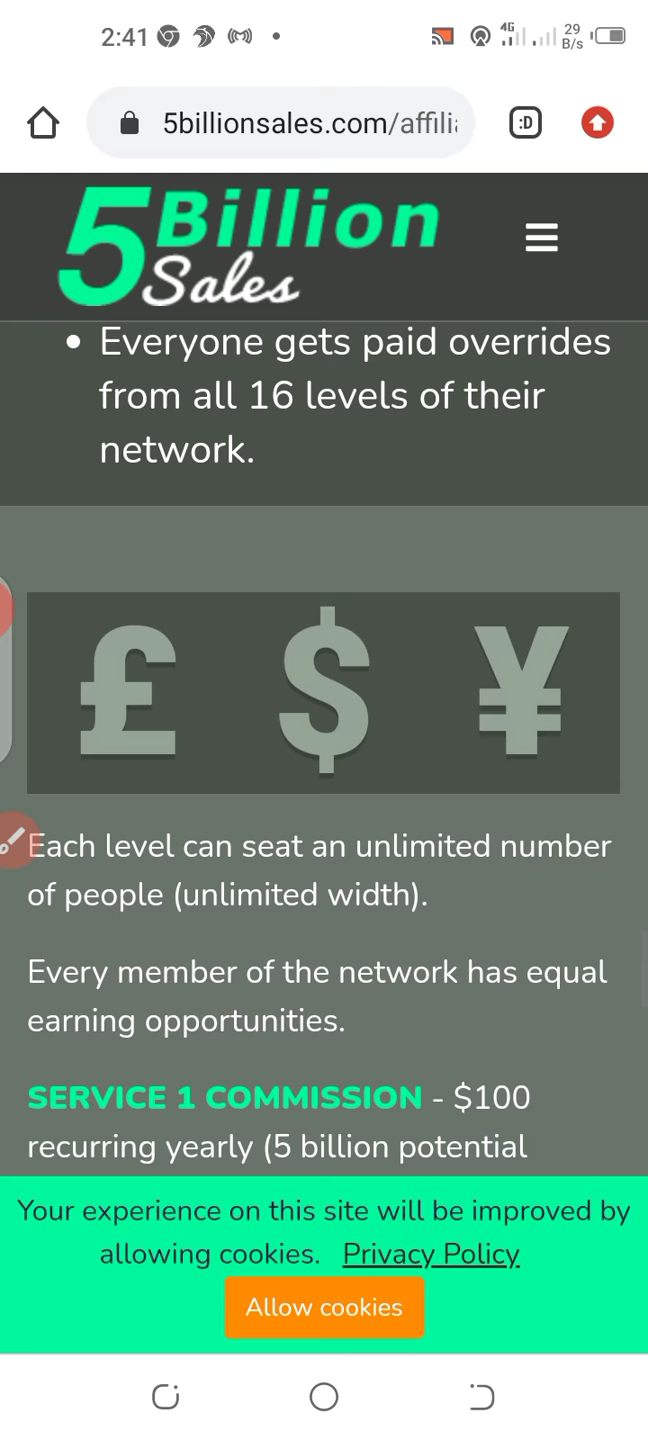 2:41
4G
29
B/s
5billionsales.com/affili
:D
5 Billion
Sales
• Everyone gets paid overrides
from all 16 levels of their
network.
£ $ ¥
Each level can seat an unlimited number
of people (unlimited width).
Every member of the network has equal
earning opportunities.
SERVICE 1 COMMISSION - $100
recurring yearly (5 billion potential
Your experience on this site will be improved by
allowing cookies. Privacy Policy
Allow cookies